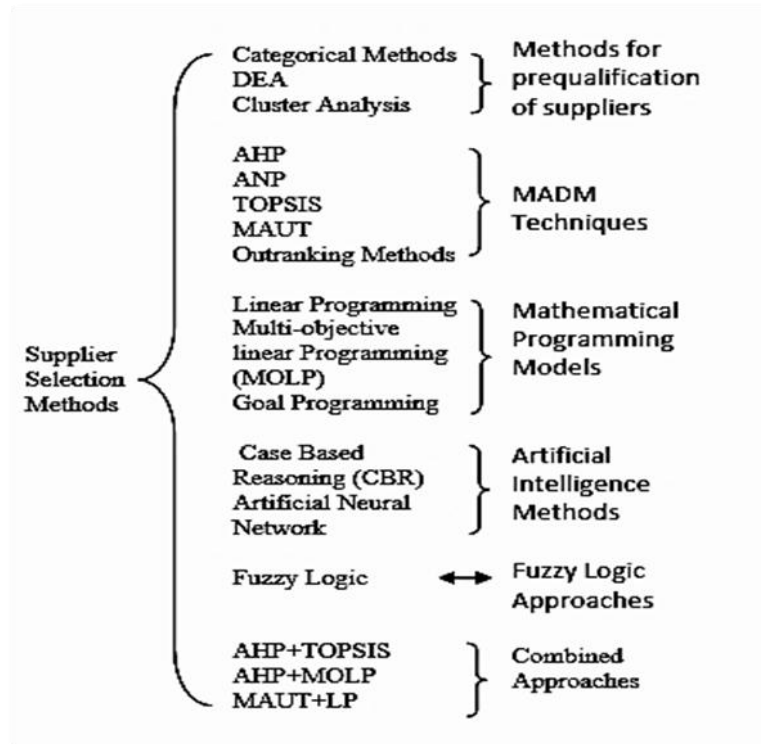 Supplier
Selection
Methods
Categorical Methods
DEA
Cluster Analysis
Methods for
prequalification
of suppliers
AHP
ANP
TOPSIS
MAUT
Outranking Methods
MADM
Techniques
Linear Programming
Multi-objective
linear Programming
(MOLP)
Goal Programming
Mathematical
Programming
Models
Case Based
Reasoning (CBR)
Artificial Neural
Network
Artificial
Intelligence
Methods
Fuzzy Logic
Fuzzy Logic
Approaches
AHP+TOPSIS
AHP+MOLP
MAUT+LP
Combined
Approaches